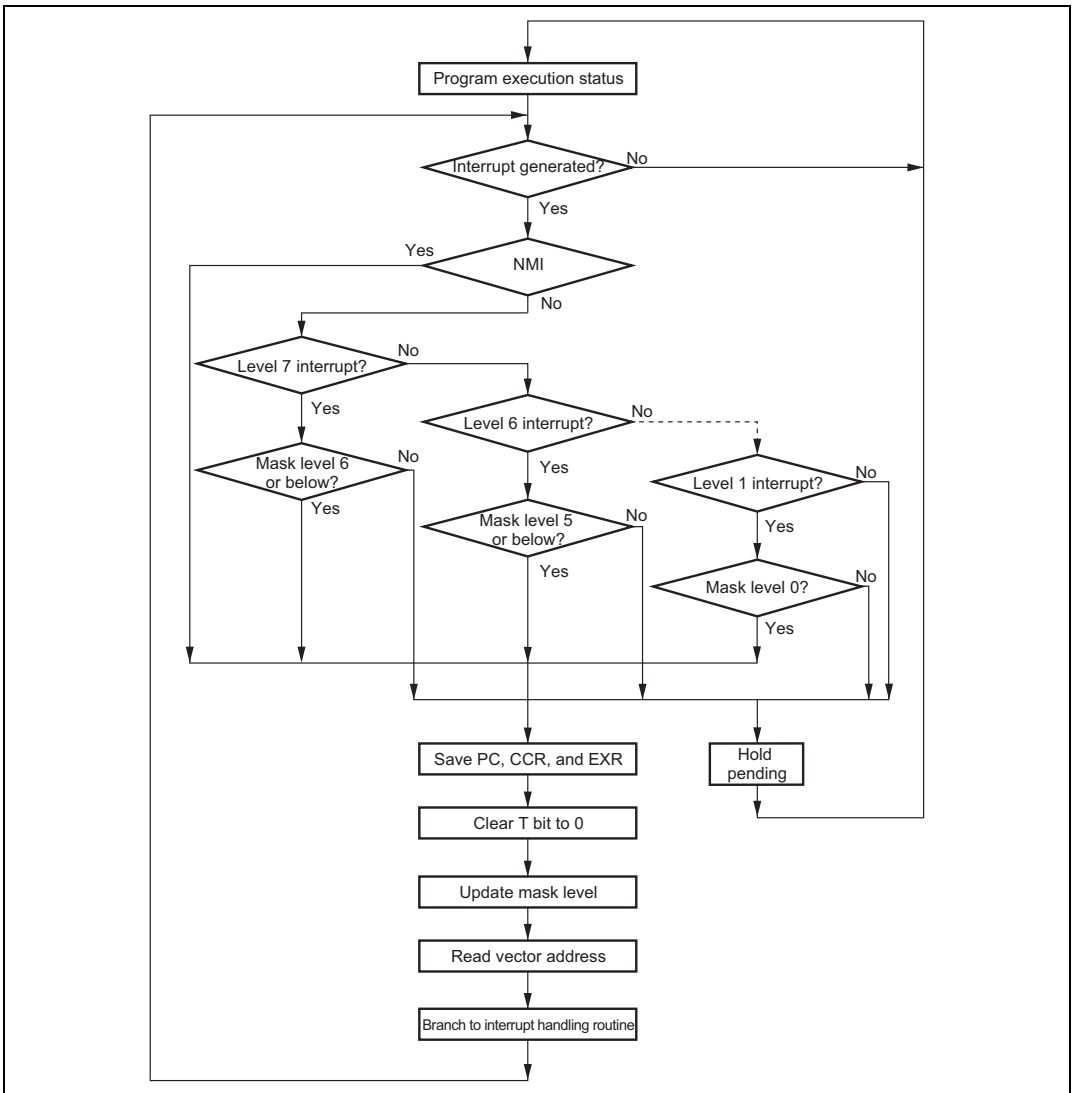 Program execution status
Interrupt generated?
No
Yes
Yes
NMI
No
Level 7 interrupt?
No
Yes
Level 6 interrupt?
No
Mask level 6
or below?
No
Yes
Yes
Level 1 interrupt?
No
Mask level 5
or below?
No
Yes
Yes
Mask level 0?
No
Yes
Save PC, CCR, and EXR
Hold
pending
Clear T bit to 0
Update mask level
Read vector address
Branch to interrupt handling routine